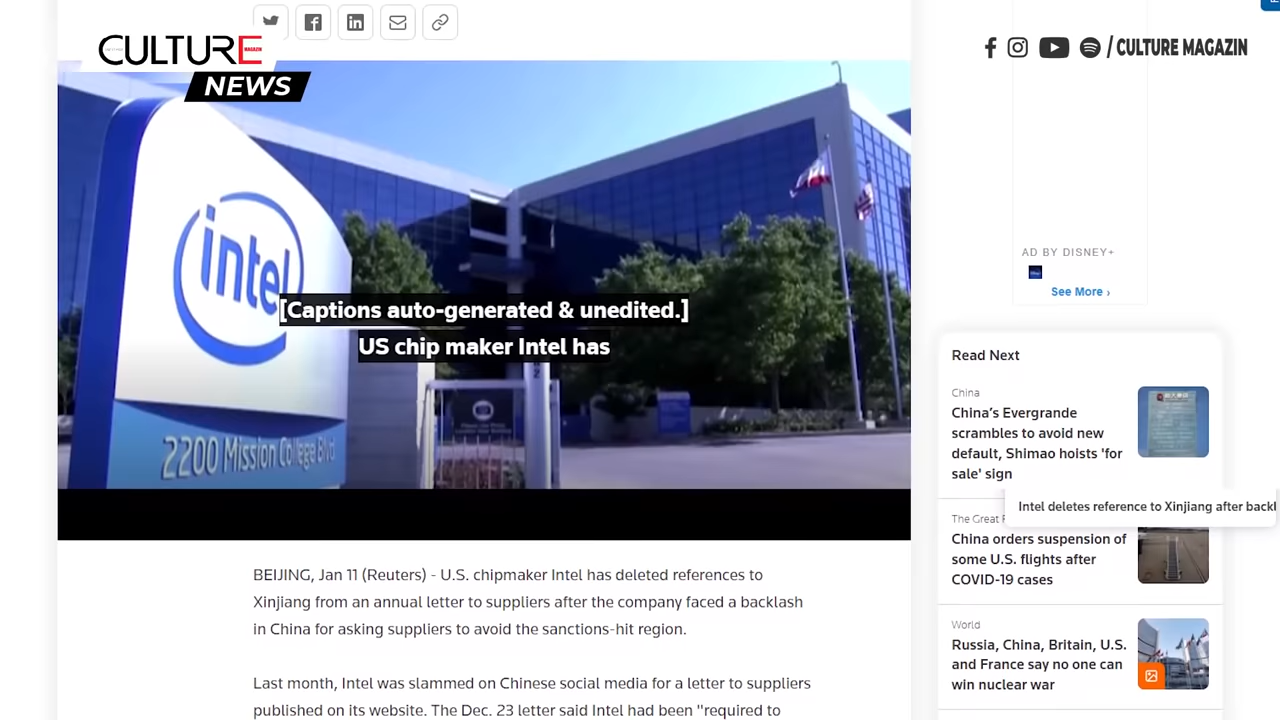 CULTURE
MAGAZIN
NEWS
/ CULTURE MAGAZIN
intel
2200 Mission College Blvd
[Captions auto-generated & unedited.]
US chip maker Intel has
BEIJING, Jan 11 (Reuters) - U.S. chipmaker Intel has deleted references to
Xinjiang from an annual letter to suppliers after the company faced a backlash
in China for asking suppliers to avoid the sanctions-hit region.
Last month, Intel was slammed on Chinese social media for a letter to suppliers
published on its website. The Dec. 23 letter said Intel had been "required to
AD BY DISNEY+
See More ›
Read Next
China
China's Evergrande
scrambles to avoid new
default, Shimao hoists 'for
sale' sign
Intel deletes reference to Xinjiang after backl
The Great
China orders suspension of
some U.S. flights after
COVID-19 cases
World
Russia, China, Britain, U.S.
and France say no one can
win nuclear war